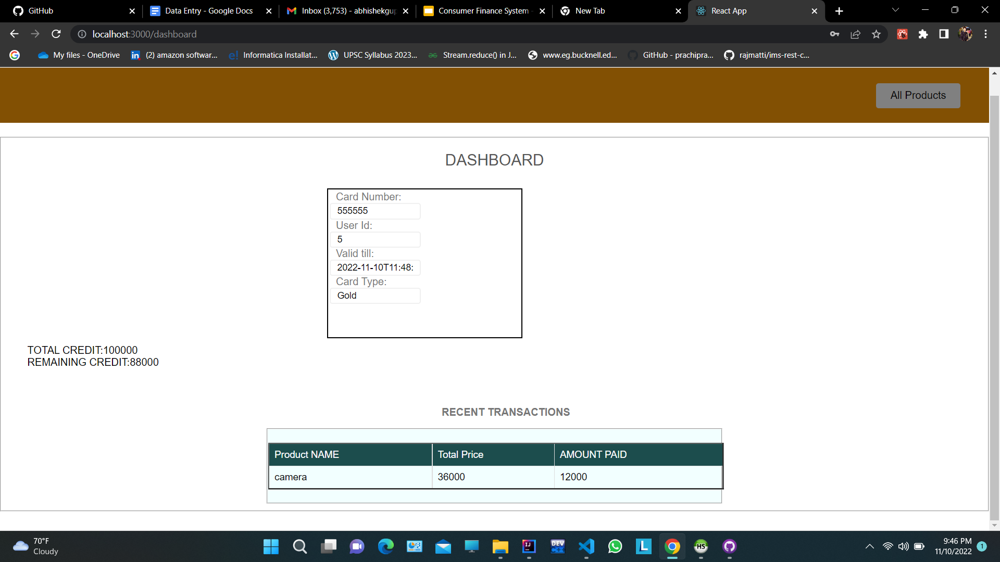 GitHub
Data Entry - Google Docs
Inbox (3,753) - abhishekgup
Consumer Finance System -
New Tab
React App
localhost:3000/dashboard
My files - OneDrive
(2) amazon softwar...
Informatica Installat...
UPSC Syllabus 2023...
Stream.reduce() in J...
www.eg.bucknell.ed...
GitHub - prachipra...
rajmatti/ims-rest-c...
All Products
DASHBOARD
Card Number:
555555
User Id:
5
Valid till:
2022-11-10T11:48:
Card Type:
Gold
TOTAL CREDIT:100000
REMAINING CREDIT:88000
RECENT TRANSACTIONS
Product NAME Total Price AMOUNT PAID
camera 36000 12000
70°F
Cloudy
9:46 PM
11/10/2022
1